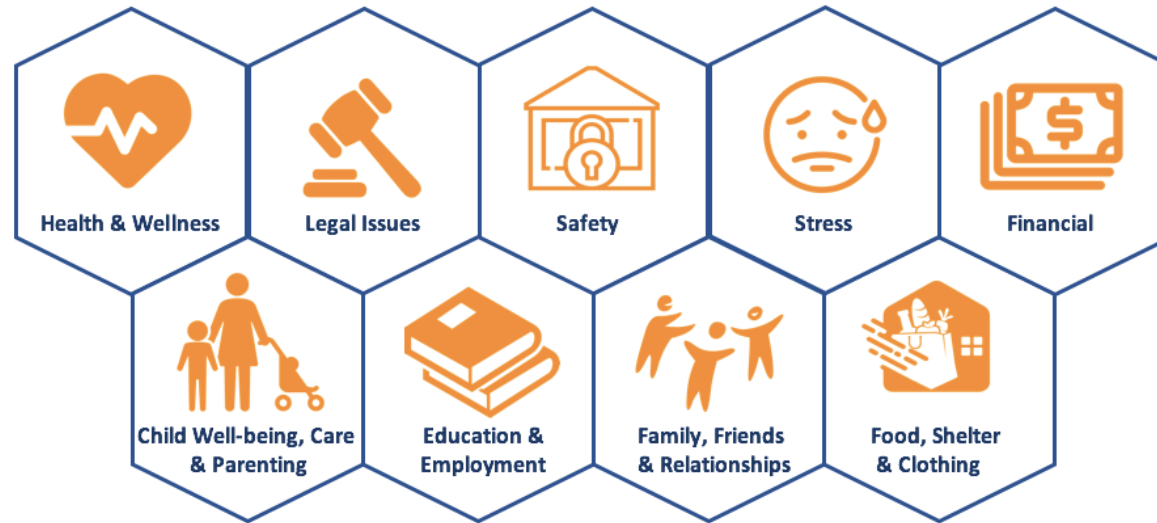 Health & Wellness
Legal Issues
Safety
Stress
$
Financial
Child Well-being, Care
& Parenting
Education &
Employment
Family, Friends
& Relationships
Food, Shelter
& Clothing